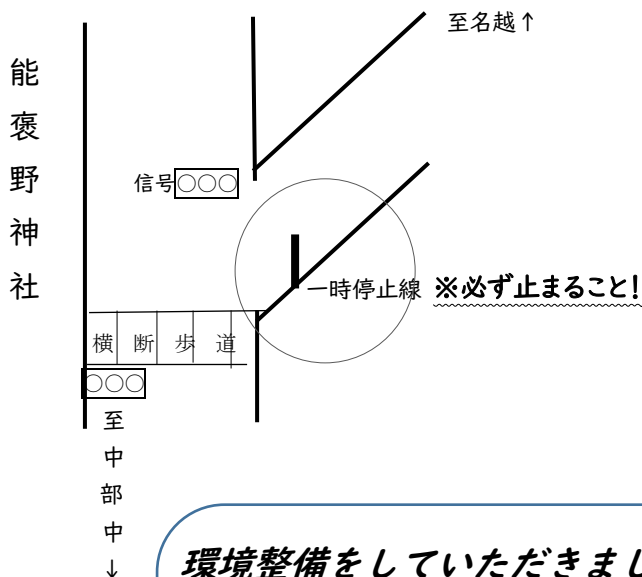 至名越↑
能褒野神社
信号○○○
一時停止線 ※必ず止まること!
横断歩道
○○○
至中部中↓
環境整備をしていただきまし